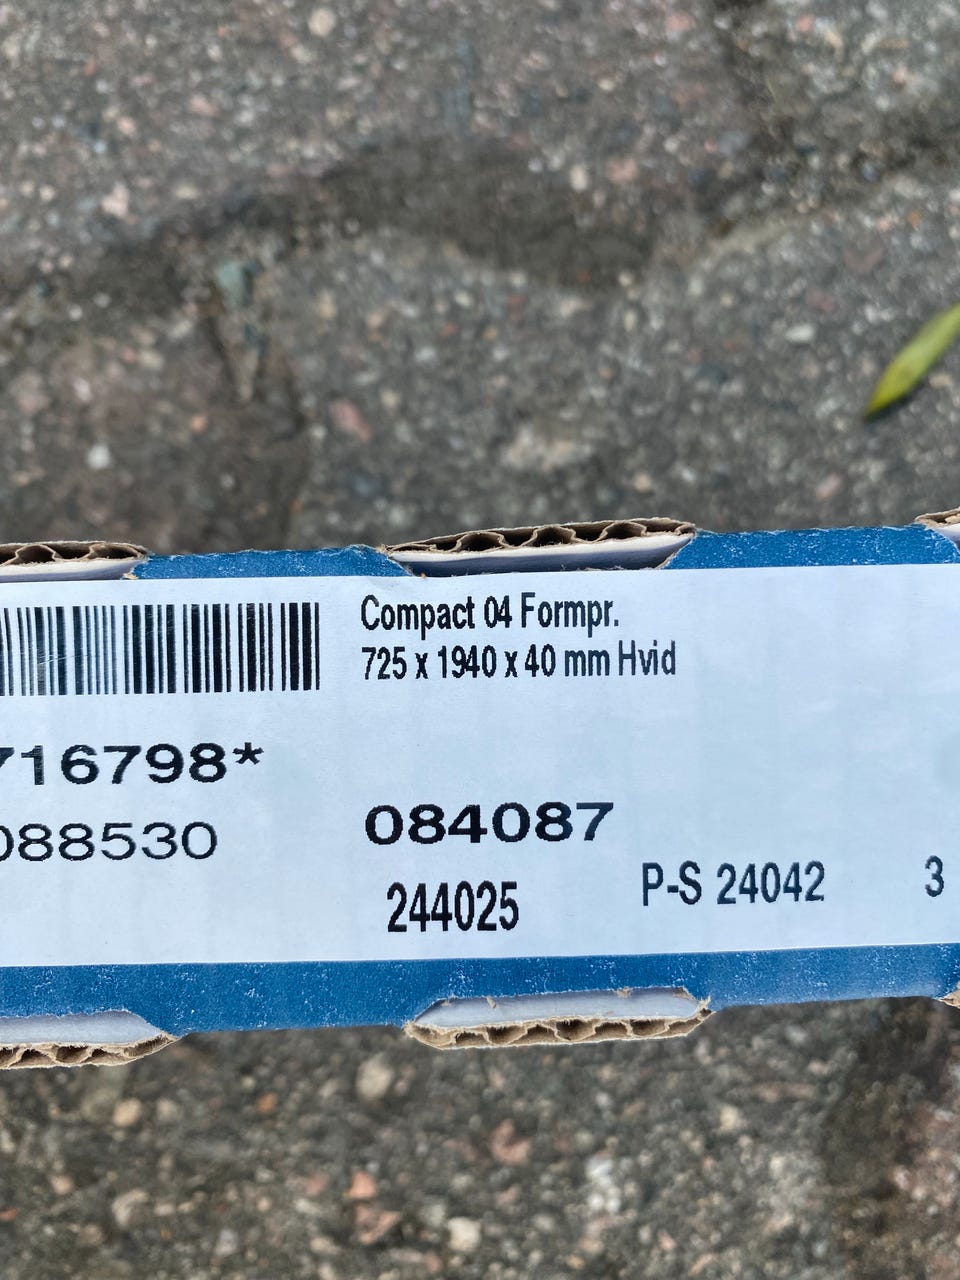 Compact 04 Formpr.
725 x 1940 x 40 mm Hvid
716798*
088530
084087
244025
P-S 24042
3